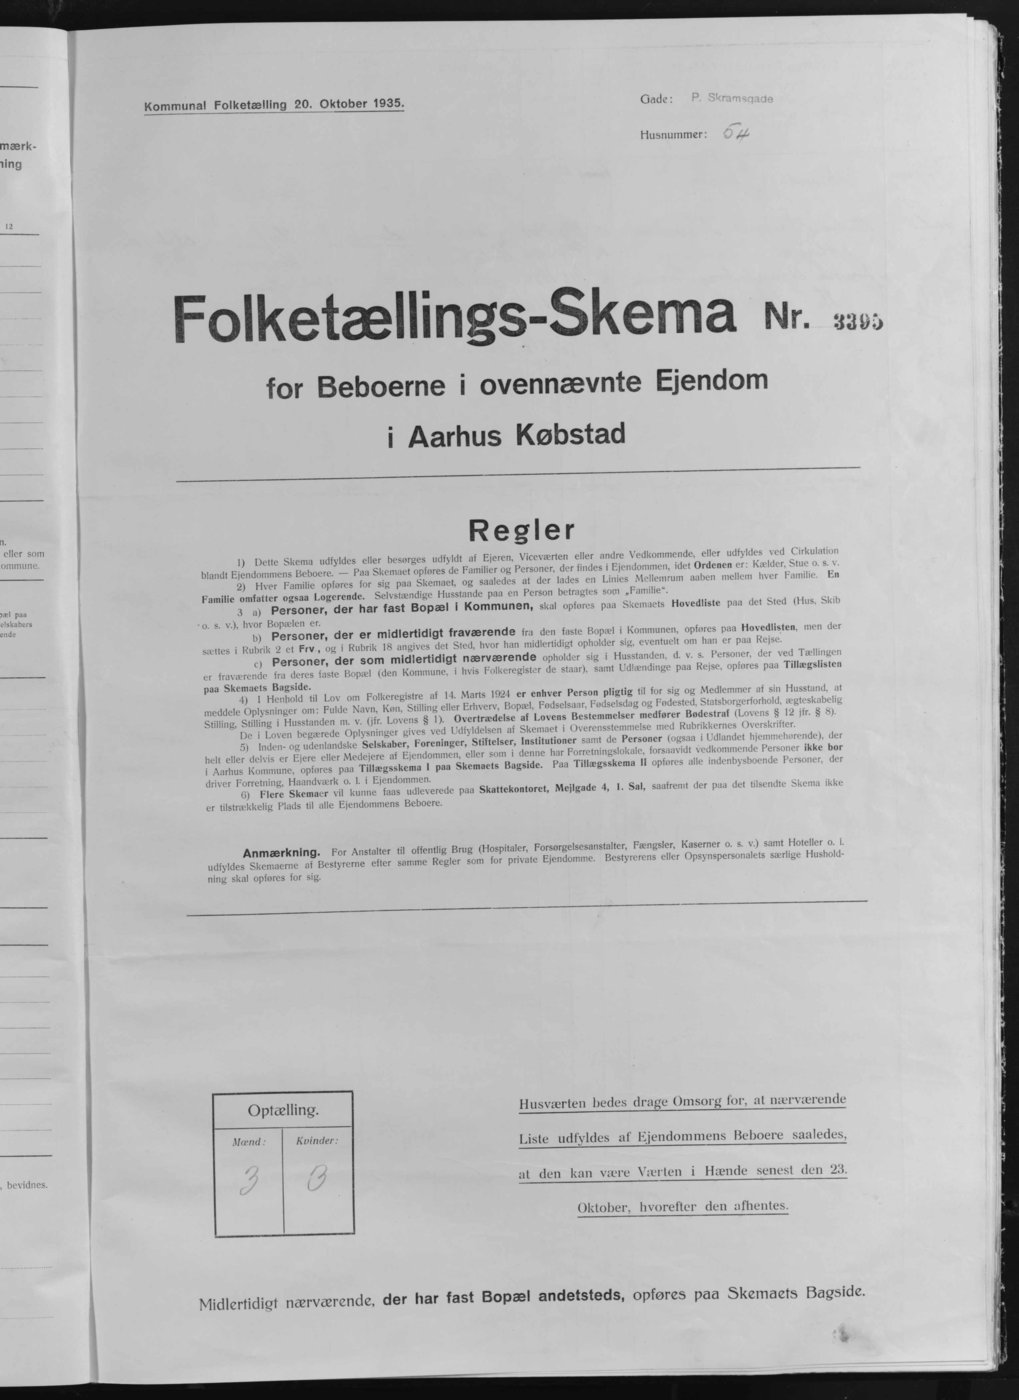 mærk-
ning
12
n.
eller som
ommune.
pæl paa
elskabers
ende
, bevidnes.
Kommunal Folketælling 20. Oktober 1935.
Gade: P. Skramsgade
Husnummer: 54
Folketællings-Skema Nr. 3395
for Beboerne i ovennævnte Ejendom
i Aarhus Købstad
Regler
1) Dette Skema udfyldes eller besørges udfyldt af Ejeren, Viceværten eller andre Vedkommende, eller udfyldes ved Cirkulation
blandt Ejendommens Beboere. — Paa Skemaet opføres de Familier og Personer, der findes i Ejendommen, idet Ordenen er: Kælder, Stue o. s. v.
2) Hver Familie opføres for sig paa Skemaet, og saaledes at der lades en Linies Mellemrum aaben mellem hver Familie. En
Familie omfatter ogsaa Logerende. Selvstændige Husstande paa en Person betragtes som „Familie“.
3 a) Personer, der har fast Bopæl i Kommunen, skal opføres paa Skemaets Hovedliste paa det Sted (Hus, Skib
o. s. v.), hvor Bopælen er.
b) Personer, der er midlertidigt fraværende fra den faste Bopæl i Kommunen, opføres paa Hovedlisten, men der
sættes i Rubrik 2 et Frv., og i Rubrik 18 angives det Sted, hvor han midlertidigt opholder sig, eventuelt om han er paa Rejse.
c) Personer, der som midlertidigt nærværende opholder sig i Husstanden, d. v. s. Personer, der ved Tællingen
er fraværende fra deres faste Bopæl (den Kommune, i hvis Folkeregister de staar), samt Udlændinge paa Rejse, opføres paa Tillægslisten
paa Skemaets Bagside.
4) I Henhold til Lov om Folkeregistre af 14. Marts 1924 er enhver Person pligtig til for sig og Medlemmer af sin Husstand, at
meddele Oplysninger om: Fulde Navn, Køn, Stilling eller Erhverv, Bopæl, Fødselsaar, Fødselsdag og Fødested, Statsborgerforhold, ægteskabelig
Stilling, Stilling i Husstanden m. v. (jfr. Lovens § 1). Overtrædelse af Lovens Bestemmelser medfører Bødestraf (Lovens § 12 jfr. § 8).
De i Loven begærede Oplysninger gives ved Udfyldelsen af Skemaet i Overensstemmelse med Rubrikkernes Overskrifter.
5) Inden- og udenlandske Selskaber, Foreninger, Stiftelser, Institutioner samt de Personer (ogsaa i Udlandet hjemmehørende), der
helt eller delvis er Ejere eller Medejere af Ejendommen, eller som i denne har Forretningslokale, forsaavidt vedkommende Personer ikke bor
i Aarhus Kommune, opføres paa Tillægsskema I paa Skemaets Bagside. Paa Tillægsskema II opføres alle indenbysboende Personer, der
driver Forretning, Haandværk o. l. i Ejendommen.
6) Flere Skemaer vil kunne faas udleverede paa Skattekontoret, Mejlgade 4, 1. Sal, saafremt der paa det tilsendte Skema ikke
er tilstrækkelig Plads til alle Ejendommens Beboere.
Anmærkning. For Anstalter til offentlig Brug (Hospitaler, Forsørgelsesanstalter, Fængsler, Kaserner o. s. v.) samt Hoteller o. l.
udfyldes Skemaerne af Bestyrerne efter samme Regler som for private Ejendomme. Bestyrerens eller Opsynspersonalets særlige Hushold-
ning skal opføres for sig.
Optælling.
Mænd: Kvinder:
3 3
Husværten bedes drage Omsorg for, at nærværende
Liste udfyldes af Ejendommens Beboere saaledes,
at den kan være Værten i Hænde senest den 23.
Oktober, hvorefter den afhentes.
Midlertidigt nærværende, der har fast Bopæl andetsteds, opføres paa Skemaets Bagside.